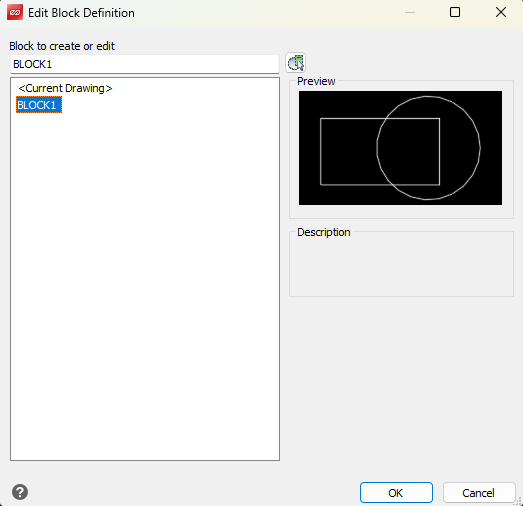 Edit Block Definition
Block to create or edit
BLOCK1
<Current Drawing>
BLOCK1
Preview
Description
?
OK
Cancel